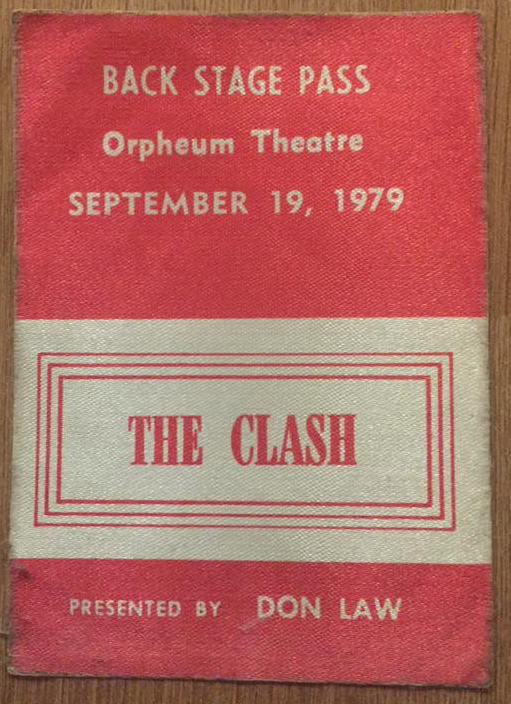 BACK STAGE PASS
Orpheum Theatre
SEPTEMBER 19, 1979
THE CLASH
PRESENTED BY DON LAW